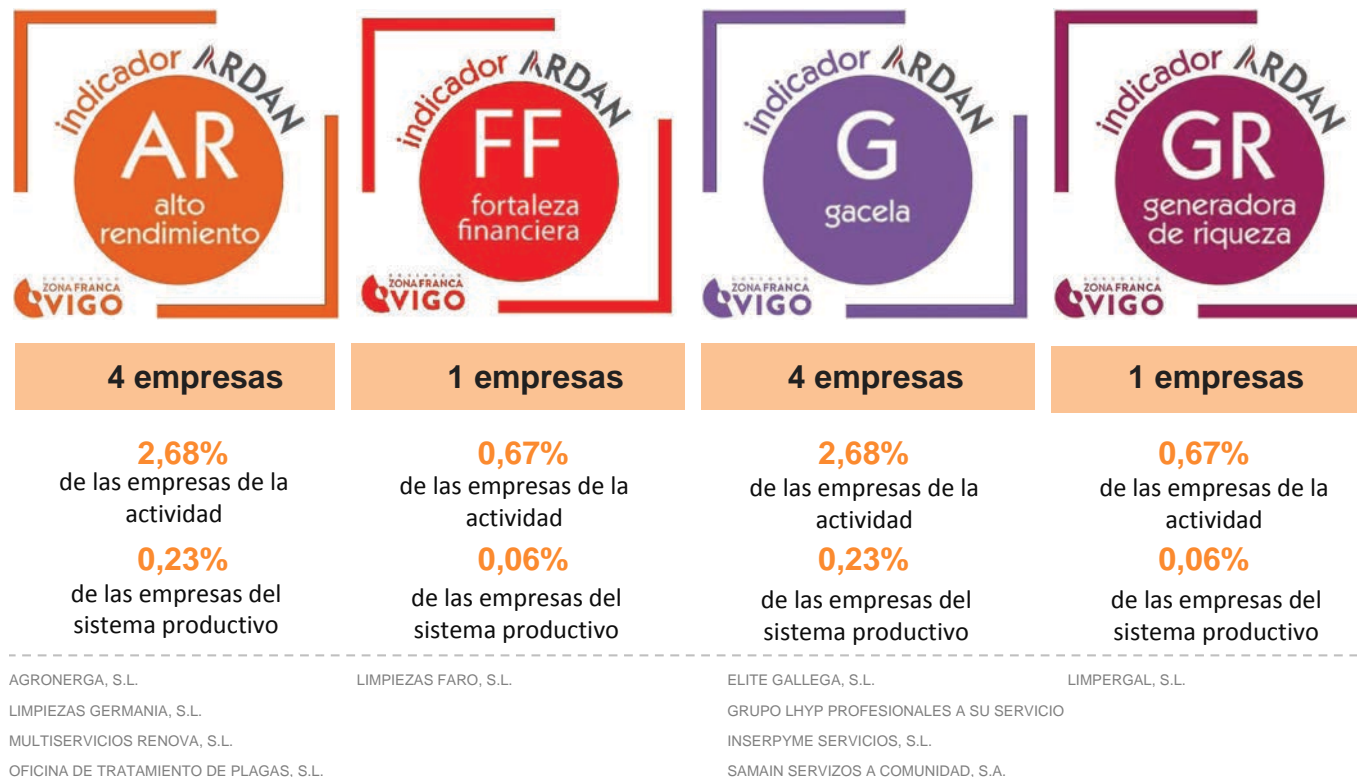 indicador ARDAN
AR
alto
rendimiento
CONSORCIO
ZONA FRANCA
VIGO
indicador ARDAN
FF
fortaleza
financiera
CONSORCIO
ZONA FRANCA
VIGO
indicador ARDAN
G
gacela
CONSORCIO
ZONA FRANCA
VIGO
indicador ARDAN
GR
generadora
de riqueza
CONSORCIO
ZONA FRANCA
VIGO
4 empresas
1 empresas
4 empresas
1 empresas
2,68%
de las empresas de la
actividad
0,23%
de las empresas del
sistema productivo
0,67%
de las empresas de la
actividad
0,06%
de las empresas del
sistema productivo
2,68%
de las empresas de la
actividad
0,23%
de las empresas del
sistema productivo
0,67%
de las empresas de la
actividad
0,06%
de las empresas del
sistema productivo
AGRONERGA, S.L.
LIMPIEZAS GERMANIA, S.L.
MULTISERVICIOS RENOVA, S.L.
OFICINA DE TRATAMIENTO DE PLAGAS, S.L.
LIMPIEZAS FARO, S.L.
ELITE GALLEGA, S.L.
GRUPO LHYP PROFESIONALES A SU SERVICIO
INSERPYME SERVICIOS, S.L.
SAMAIN SERVIZOS A COMUNIDAD, S.A.
LIMPERGAL, S.L.